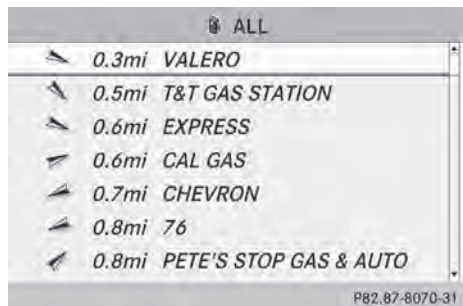 ALL
0.3mi VALERO
0.5mi T&T GAS STATION
0.6mi EXPRESS
0.6mi CAL GAS
0.7mi CHEVRON
0.8mi 76
0.8mi PETE'S STOP GAS & AUTO
P82.87-8070-31